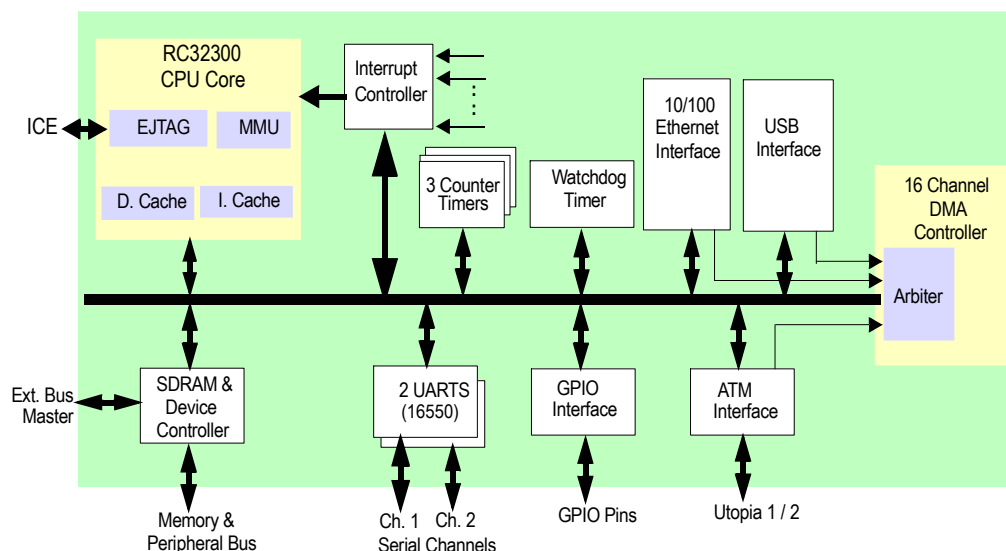 RC32300
CPU Core
EJTAG
MMU
D. Cache
I. Cache
ICE
Interrupt
Controller
3 Counter
Timers
Watchdog
Timer
10/100
Ethernet
Interface
USB
Interface
16 Channel
DMA
Controller
Arbiter
Ext. Bus
Master
SDRAM &
Device
Controller
2 UARTS
(16550)
GPIO
Interface
ATM
Interface
Memory &
Peripheral Bus
Ch. 1
Ch. 2
Serial Channels
GPIO Pins
Utopia 1 / 2